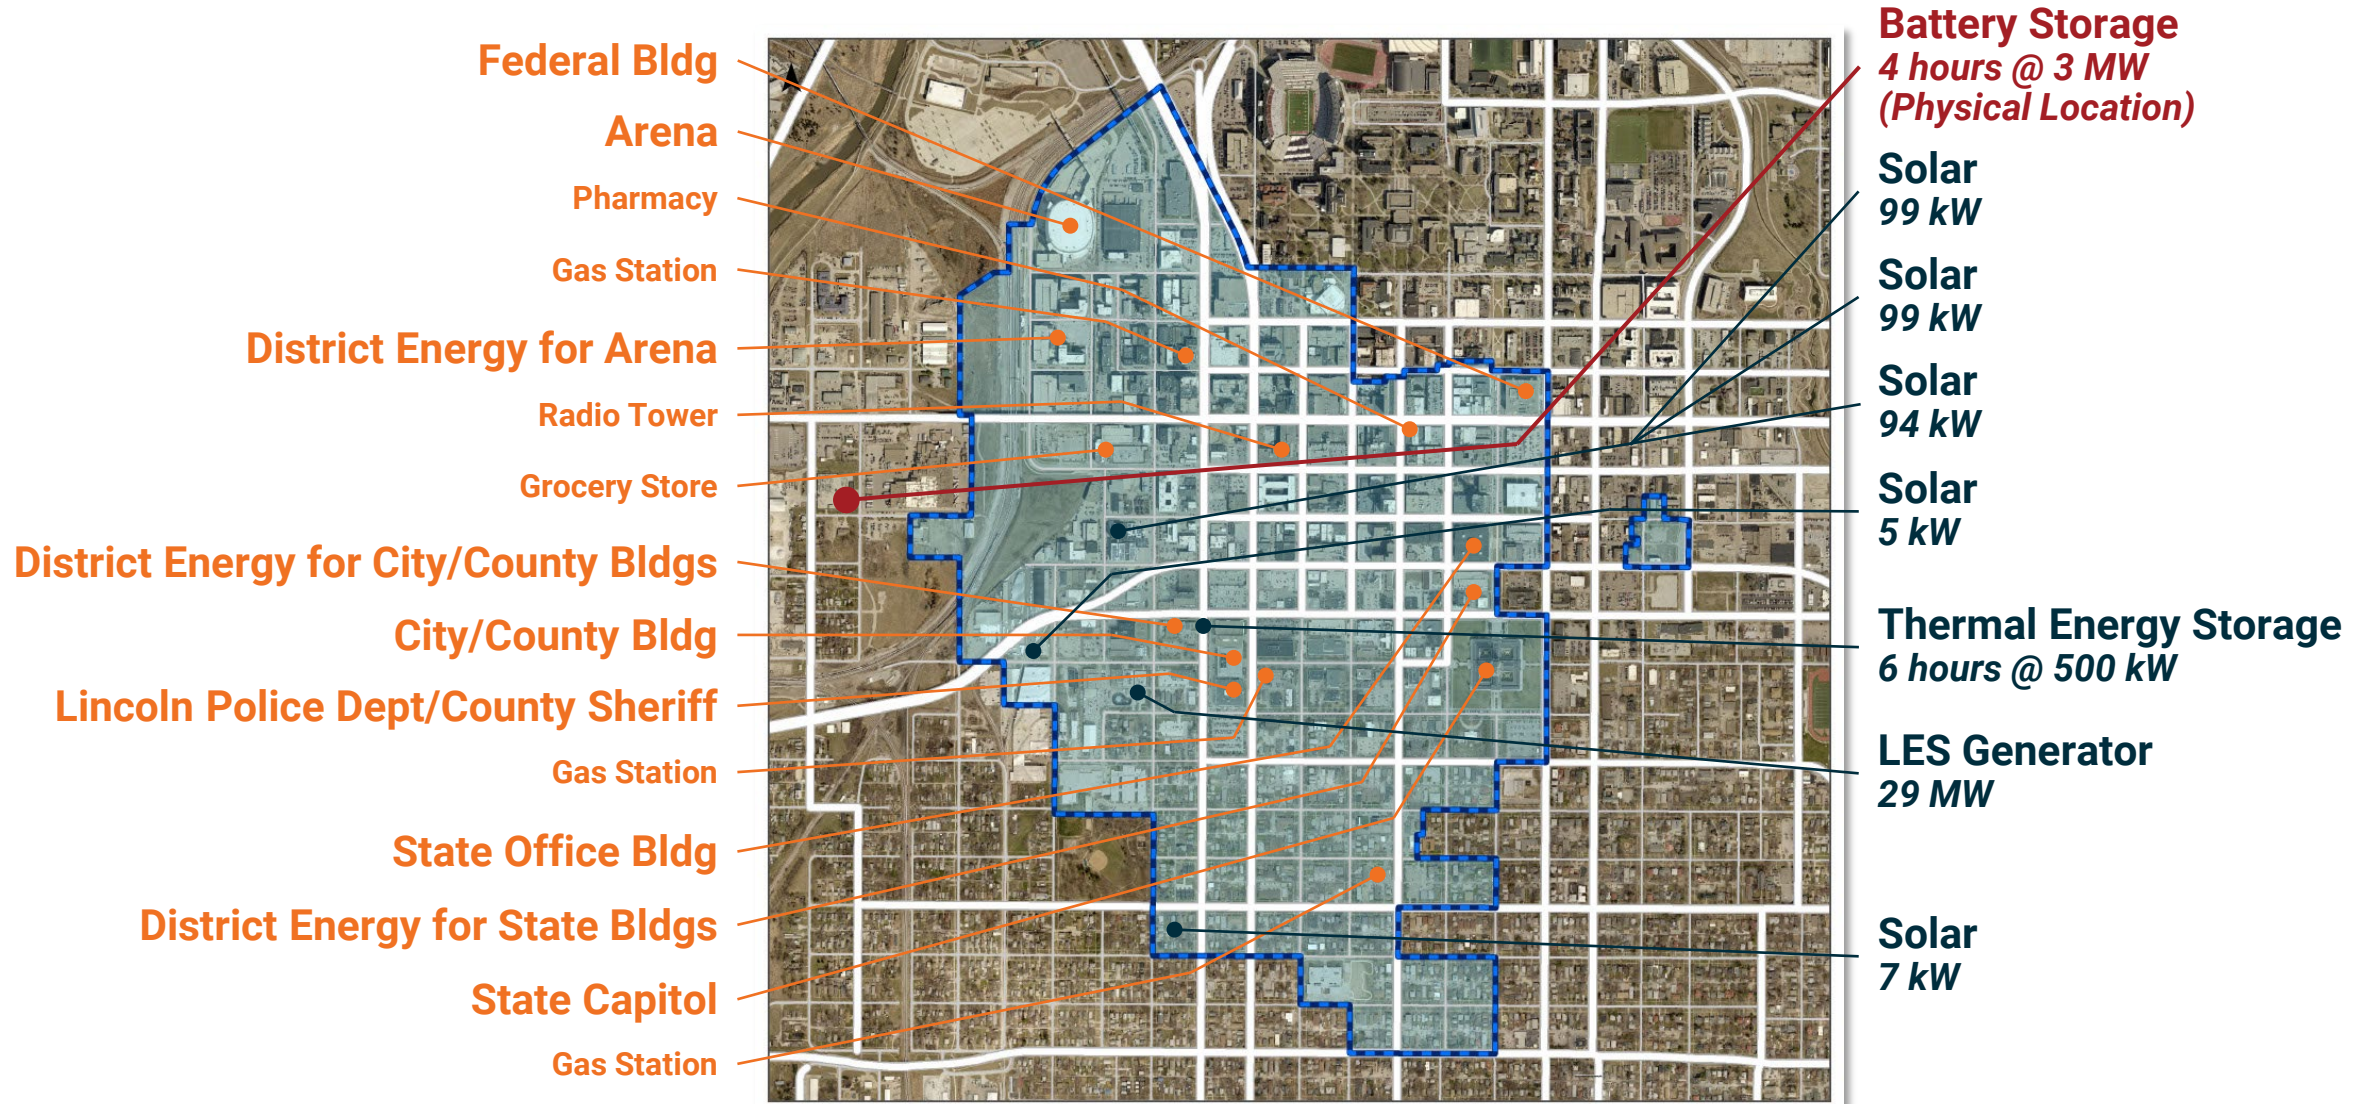 Federal Bldg
Arena
Pharmacy
Gas Station
District Energy for Arena
Radio Tower
Grocery Store
District Energy for City/County Bldgs
City/County Bldg
Lincoln Police Dept/County Sheriff
Gas Station
State Office Bldg
District Energy for State Bldgs
State Capitol
Gas Station
Battery Storage
4 hours @ 3 MW
(Physical Location)
Solar
99 kW
Solar
99 kW
Solar
94 kW
Solar
5 kW
Thermal Energy Storage
6 hours @ 500 kW
LES Generator
29 MW
Solar
7 kW